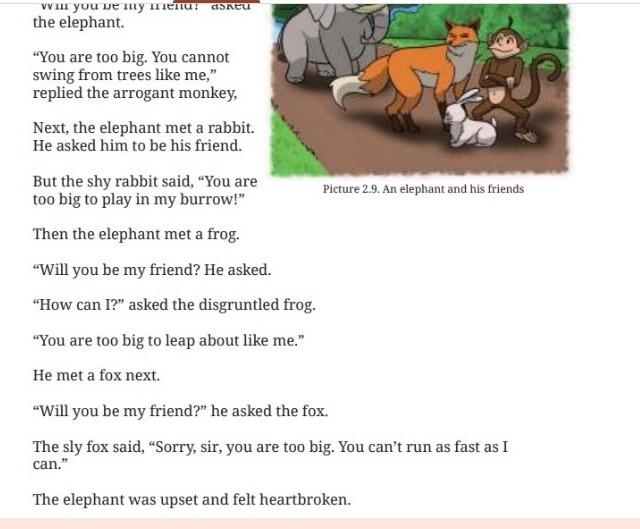 "Will you be my friend?" asked
the elephant.
"You are too big. You cannot
swing from trees like me,"
replied the arrogant monkey,
Next, the elephant met a rabbit.
He asked him to be his friend.
But the shy rabbit said, "You are
too big to play in my burrow!"
Picture 2.9. An elephant and his friends
Then the elephant met a frog.
"Will you be my friend? He asked.
"How can I?" asked the disgruntled frog.
"You are too big to leap about like me."
He met a fox next.
"Will you be my friend?" he asked the fox.
The sly fox said, "Sorry, sir, you are too big. You can't run as fast as I
can."
The elephant was upset and felt heartbroken.